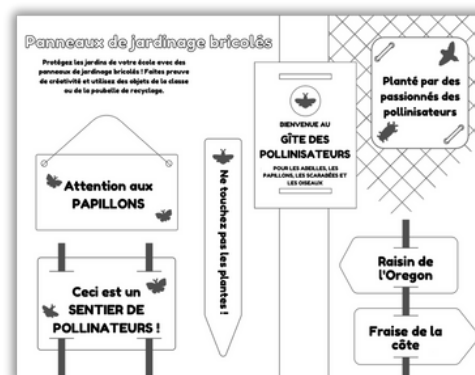 Panneaux de jardinage bricolés
Protégez les jardins de votre école avec des
panneaux de jardinage bricolés ! Faites preuve
de créativité et utilisez des objets de la classe
ou de la poubelle de recyclage.
Attention aux
PAPILLONS
Ceci est un
SENTIER DE
POLLINATEURS !
Ne touchez pas les plantes !
BIENVENUE AU
GÎTE DES
POLLINISATEURS
POUR LES ABEILLES, LES
PAPILLONS, LES SCARABÉES ET
LES OISEAUX
Planté par des
passionnés des
pollinisateurs
Raisin de
l'Oregon
Fraise de la
côte